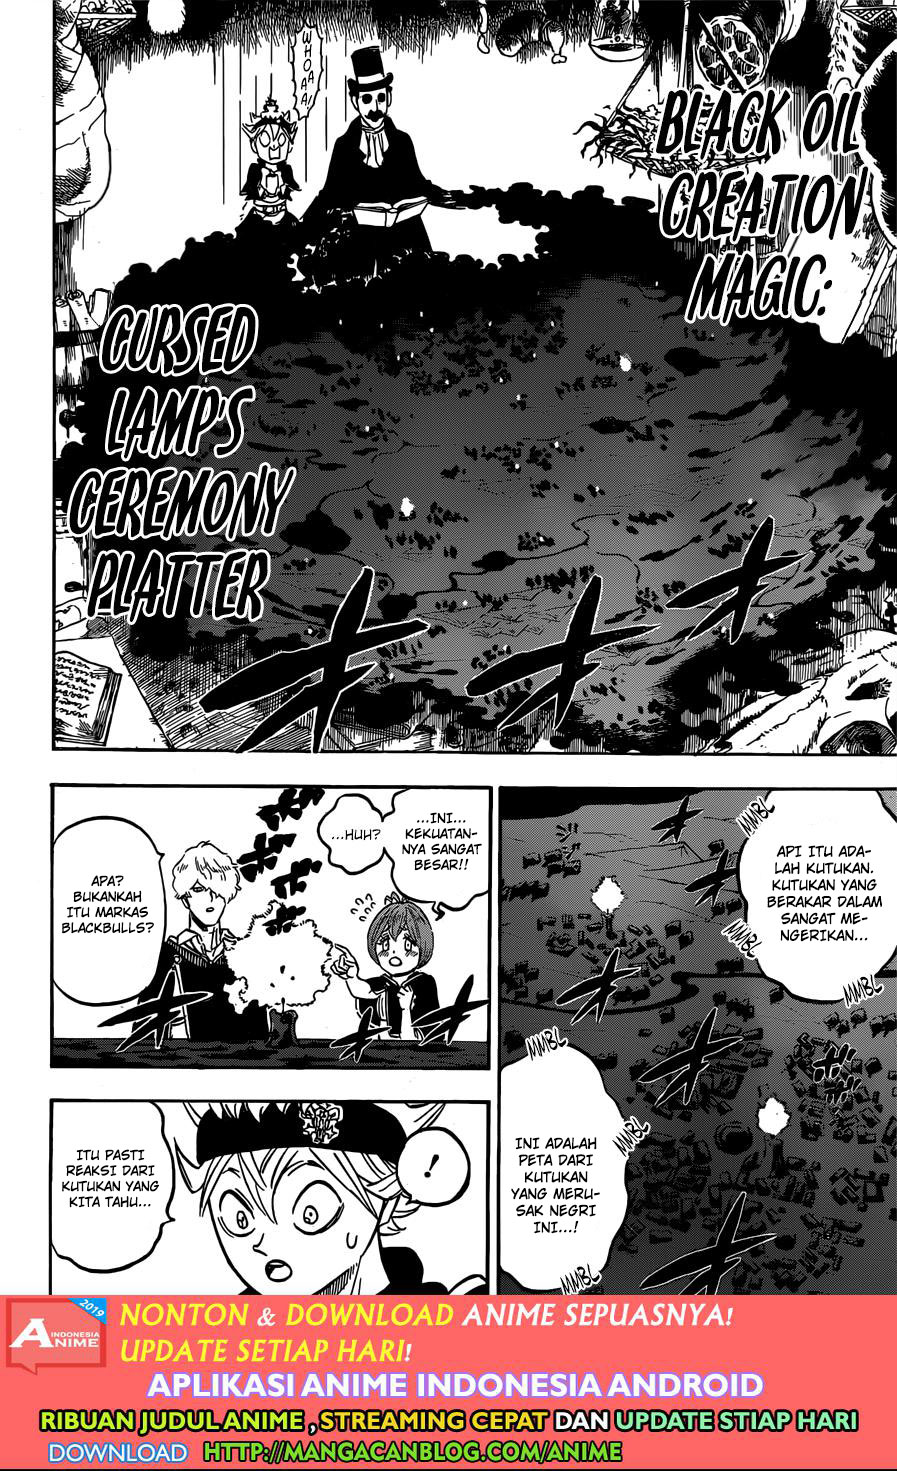 WHOA
AAA!
BLACK OIL
CREATION
MAGIC:
CURSED
LAMP'S
CEREMONY
PLATTER
MMBL
API ITU ADA-
LAH KUTUKAN.
KUTUKAN YANG
BERAKAR DALAM
SANGAT ME-
NGERIKAN...
MMBL
MMBL
MMBL
INI ADALAH
PETA DARI
KUTUKAN
YANG MERU-
SAK NEGRI
INI...!
MMBL
MMBL
...INI...
KEKUATAN-
NYA SANGAT
BESAR!!
...HUH?
APA?
BUKANKAH
ITU MARKAS
BLACKBULLS?
!
ITU PASTI
REAKSI DARI
KUTUKAN YANG
KITA TAHU...
2019
INDONESIA
ANIME
NONTON & DOWNLOAD ANIME SEPUASNYA!
UPDATE SETIAP HARI!
APLIKASI ANIME INDONESIA ANDROID
RIBUAN JUDUL ANIME , STREAMING CEPAT DAN UPDATE STIAP HARI
DOWNLOAD HTTP://MANGACANBLOG.COM/ANIME